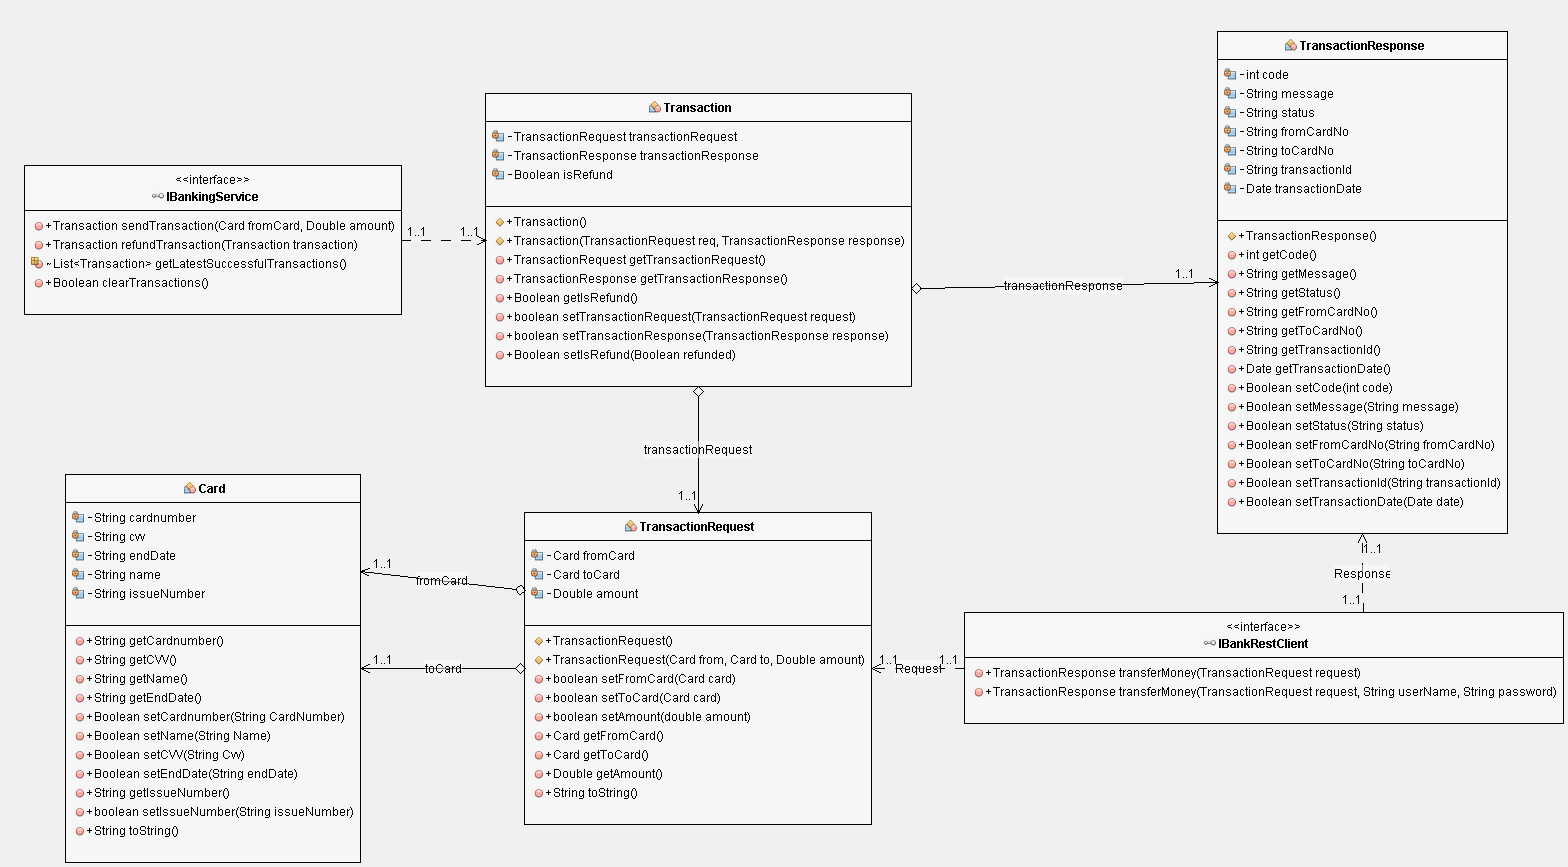 <<interface>>
IBankingService
+Transaction sendTransaction(Card fromCard, Double amount)
+Transaction refundTransaction(Transaction transaction)
~List<Transaction> getLatestSuccessfulTransactions()
+Boolean clearTransactions()
1..1
1..1
Transaction
-TransactionRequest transactionRequest
-TransactionResponse transactionResponse
-Boolean isRefund
+Transaction()
+Transaction(TransactionRequest req, TransactionResponse response)
+TransactionRequest getTransactionRequest()
+TransactionResponse getTransactionResponse()
+Boolean getIsRefund()
+boolean setTransactionRequest(TransactionRequest request)
+boolean setTransactionResponse(TransactionResponse response)
+Boolean setIsRefund(Boolean refunded)
transactionResponse
1..1
TransactionResponse
-int code
-String message
-String status
-String fromCardNo
-String toCardNo
-String transactionId
-Date transactionDate
+TransactionResponse()
+int getCode()
+String getMessage()
+String getStatus()
+String getFromCardNo()
+String getToCardNo()
+String getTransactionId()
+Date getTransactionDate()
+Boolean setCode(int code)
+Boolean setMessage(String message)
+Boolean setStatus(String status)
+Boolean setFromCardNo(String fromCardNo)
+Boolean setToCardNo(String toCardNo)
+Boolean setTransactionId(String transactionId)
+Boolean setTransactionDate(Date date)
transactionRequest
1..1
Card
-String cardnumber
-String cvv
-String endDate
-String name
-String issueNumber
+String getCardnumber()
+String getCVV()
+String getName()
+String getEndDate()
+Boolean setCardnumber(String CardNumber)
+Boolean setName(String Name)
+Boolean setCVV(String Cvv)
+Boolean setEndDate(String endDate)
+String getIssueNumber()
+boolean setIssueNumber(String issueNumber)
+String toString()
1..1
fromCard
1..1
toCard
TransactionRequest
-Card fromCard
-Card toCard
-Double amount
+TransactionRequest()
+TransactionRequest(Card from, Card to, Double amount)
+boolean setFromCard(Card card)
+boolean setToCard(Card card)
+boolean setAmount(double amount)
+Card getFromCard()
+Card getToCard()
+Double getAmount()
+String toString()
1..1
Request
1..1
1..1
Response
1..1
<<interface>>
IBankRestClient
+TransactionResponse transferMoney(TransactionRequest request)
+TransactionResponse transferMoney(TransactionRequest request, String userName, String password)